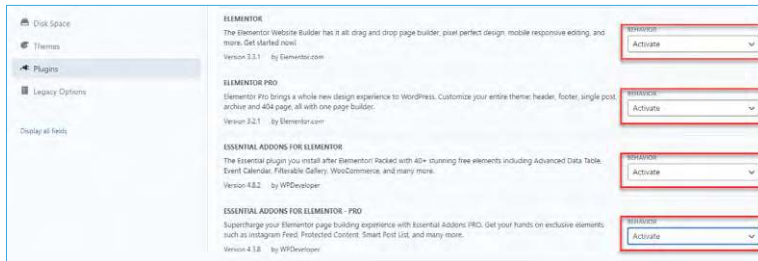 Disk Space
Themes
Plugins
Legacy Options
Display all fields
ELEMENTOR
The Elementor Website Builder has it all: drag and drop page builder, pixel perfect design, mobile responsive editing, and
more. Get started now!
Version 3.3.1 by Elementor.com
BEHAVIOR
Activate
ELEMENTOR PRO
Elementor Pro brings a whole new design experience to WordPress. Customize your entire theme: header, footer, single post,
archive and 404 page, all with one page builder.
Version 3.2.1 by Elementor.com
BEHAVIOR
Activate
ESSENTIAL ADDONS FOR ELEMENTOR
The Essential plugin you install after Elementor! Packed with 40+ stunning free elements including Advanced Data Table,
Event Calendar, Filterable Gallery, WooCommerce, and many more.
Version 4.8.2 by WPDeveloper
BEHAVIOR
Activate
ESSENTIAL ADDONS FOR ELEMENTOR - PRO
Supercharge your Elementor page building experience with Essential Addons PRO. Get your hands on exclusive elements
such as Instagram Feed, Protected Content, Smart Post List, and many more.
Version 4.3.8 by WPDeveloper
BEHAVIOR
Activate